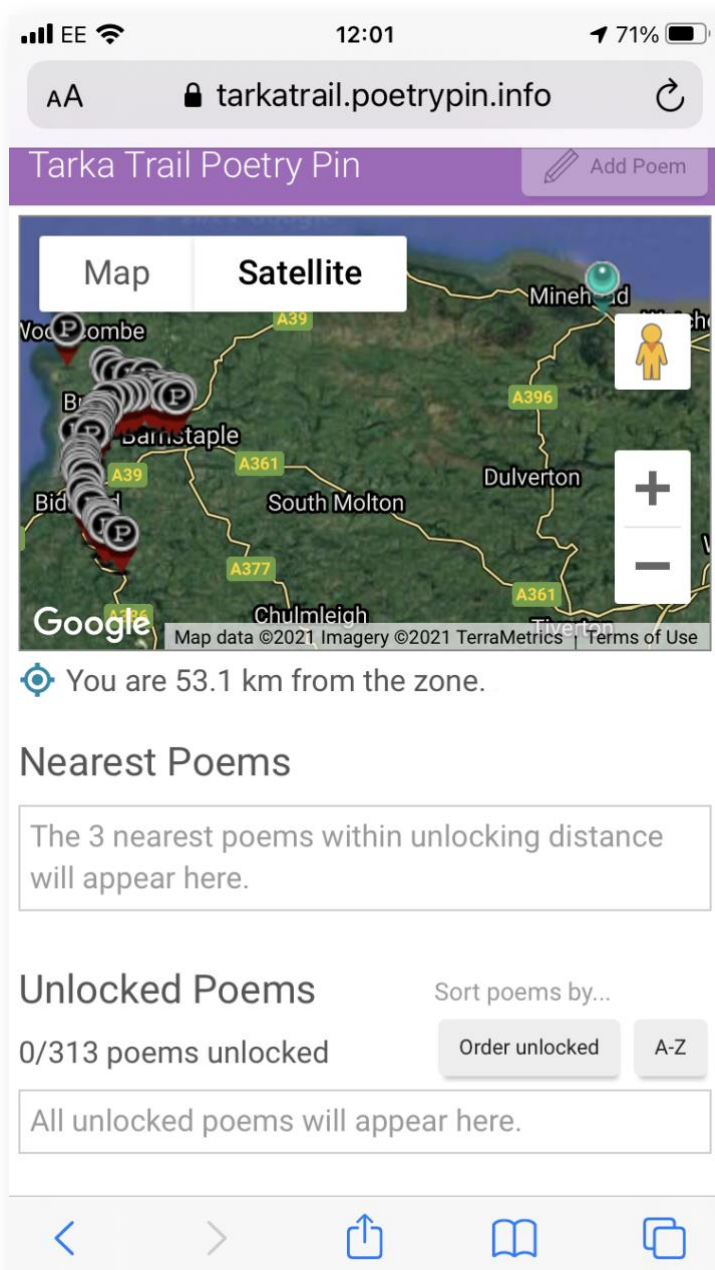 EE 12:01 71%
AA tarkatrail.poetrypin.info
Tarka Trail Poetry Pin Add Poem
Map Satellite
Minehead
A39
A396
Barnstaple
A39
A361
Dulverton
South Molton
A377
A361
Chulmleigh
A386
Tiverton
Google Map data ©2021 Imagery ©2021 TerraMetrics Terms of Use
You are 53.1 km from the zone.
Nearest Poems
The 3 nearest poems within unlocking distance
will appear here.
Unlocked Poems Sort poems by...
0/313 poems unlocked Order unlocked A-Z
All unlocked poems will appear here.